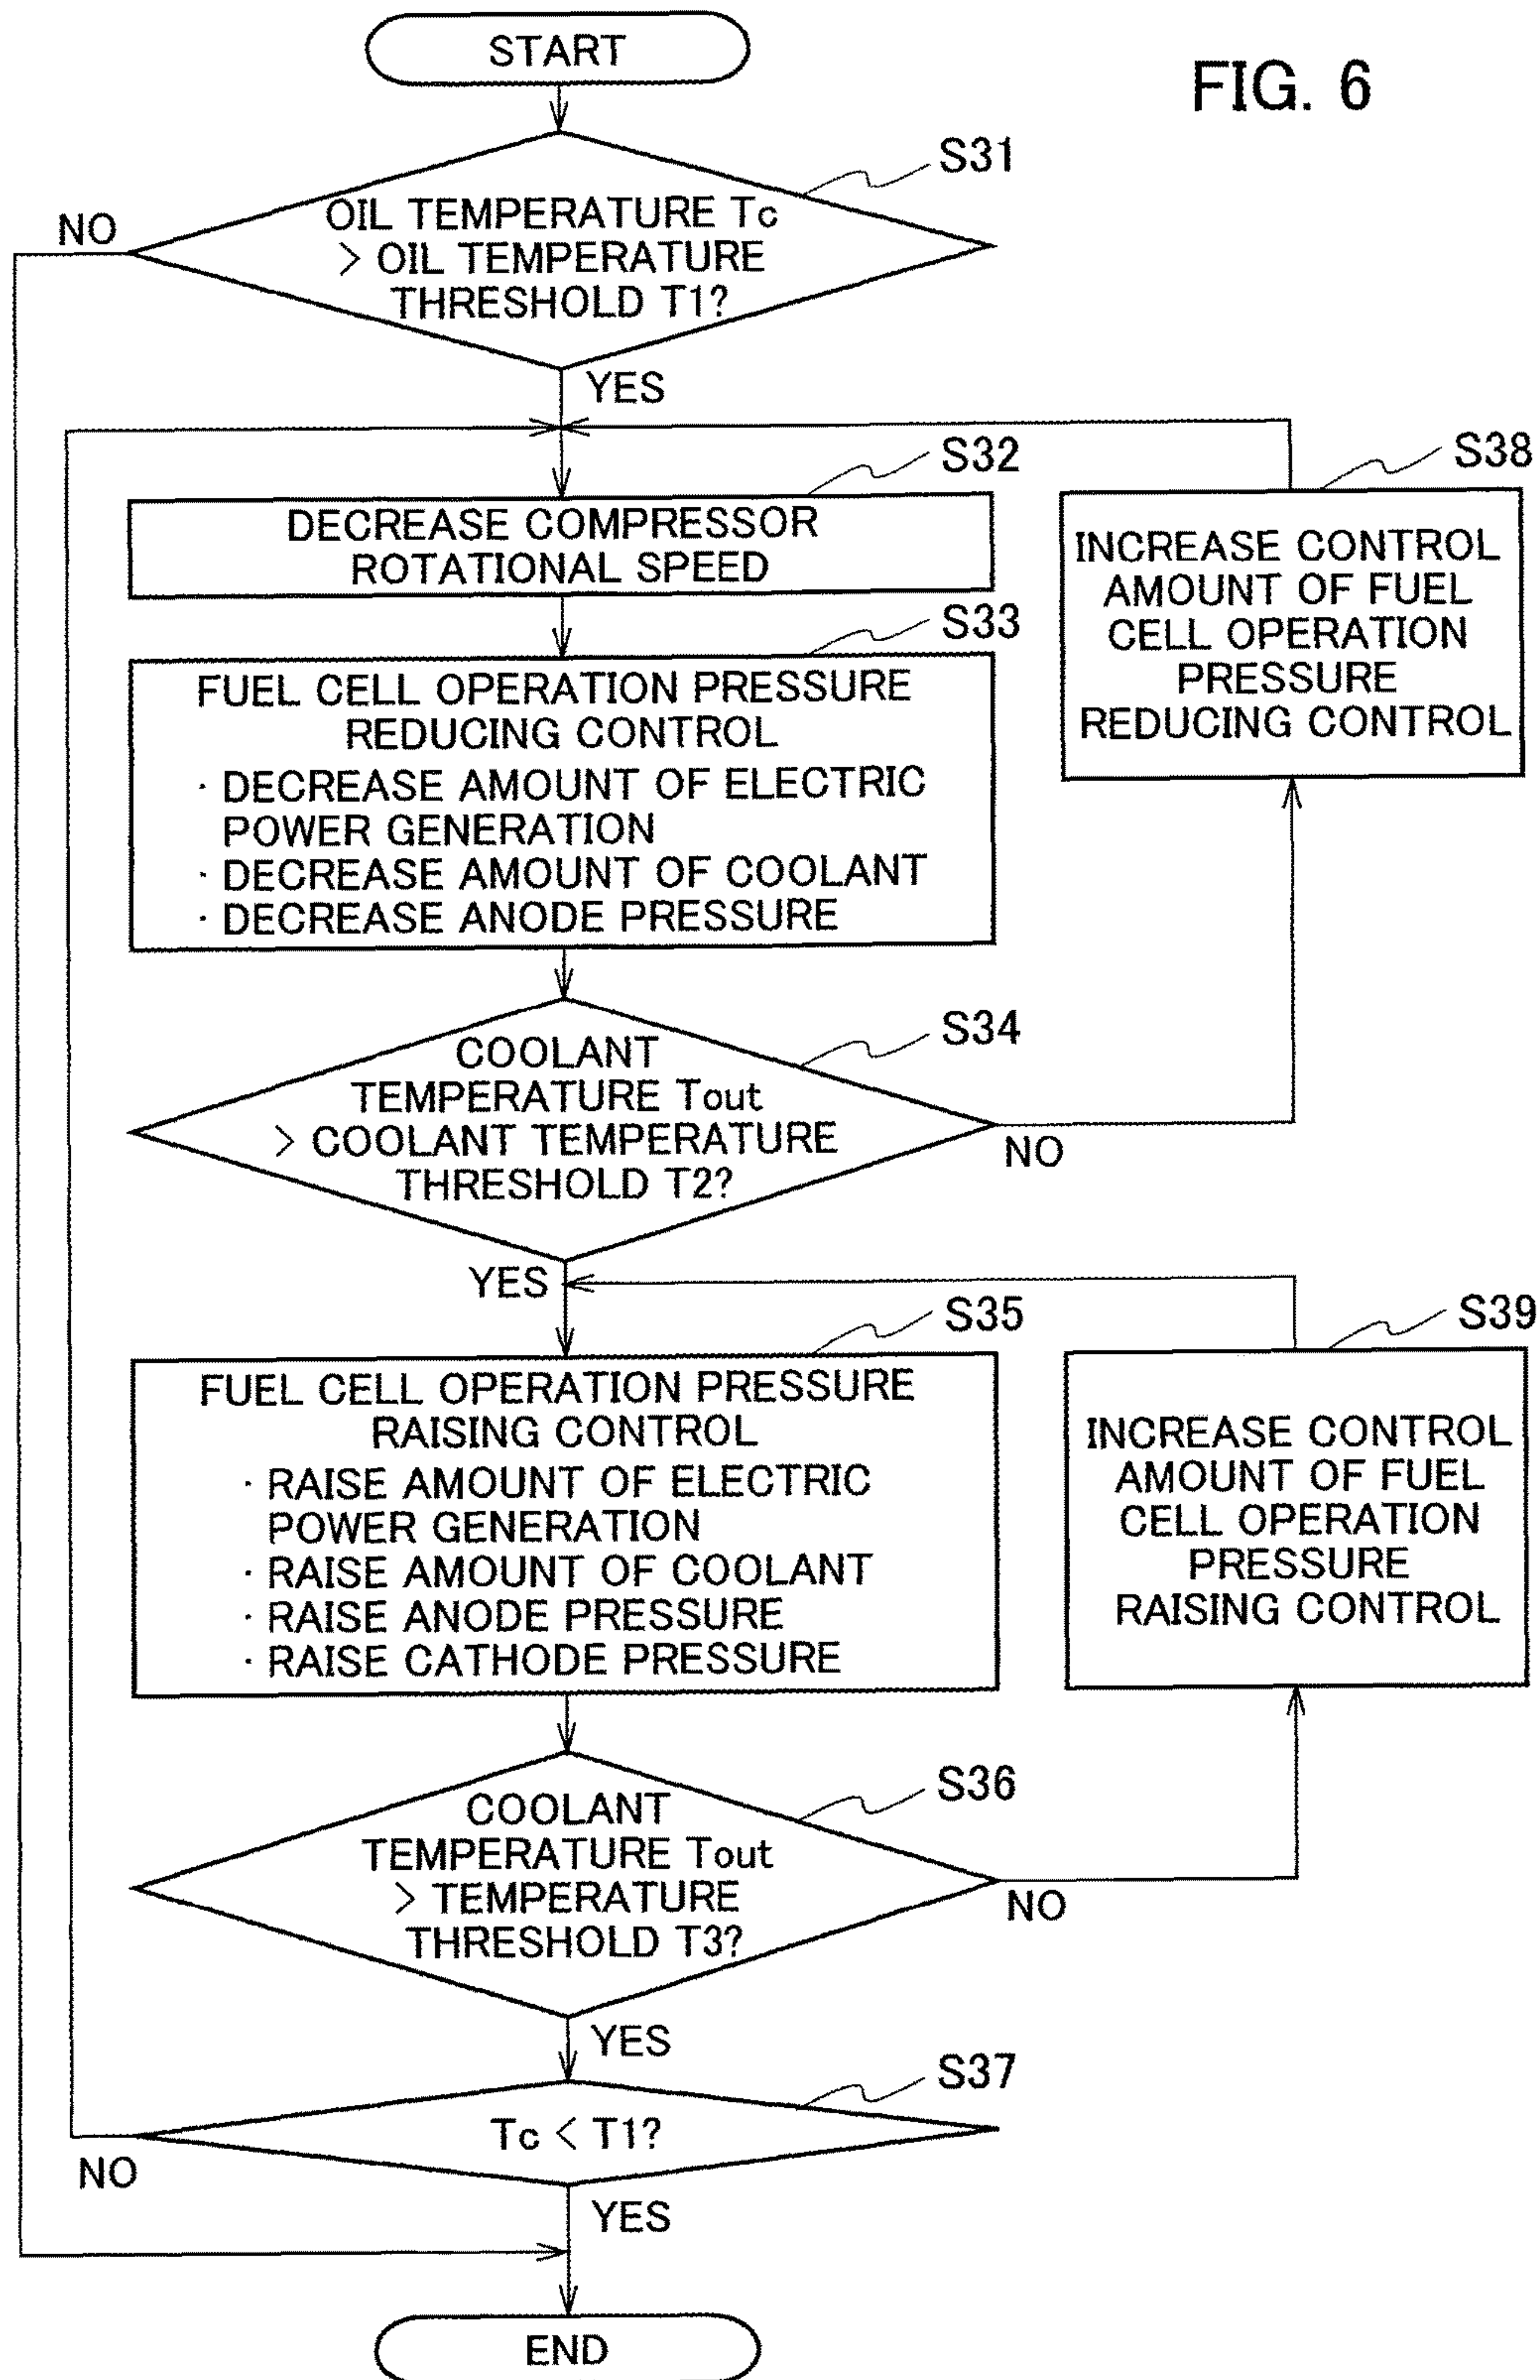 START
FIG. 6
S31
NO
OIL TEMPERATURE Tc
> OIL TEMPERATURE
THRESHOLD T1?
YES
S32
DECREASE COMPRESSOR
ROTATIONAL SPEED
S38
INCREASE CONTROL
AMOUNT OF FUEL
CELL OPERATION
PRESSURE
REDUCING CONTROL
S33
FUEL CELL OPERATION PRESSURE
REDUCING CONTROL
· DECREASE AMOUNT OF ELECTRIC
POWER GENERATION
· DECREASE AMOUNT OF COOLANT
· DECREASE ANODE PRESSURE
S34
COOLANT
TEMPERATURE Tout
> COOLANT TEMPERATURE
THRESHOLD T2?
NO
YES
S35
FUEL CELL OPERATION PRESSURE
RAISING CONTROL
· RAISE AMOUNT OF ELECTRIC
POWER GENERATION
· RAISE AMOUNT OF COOLANT
· RAISE ANODE PRESSURE
· RAISE CATHODE PRESSURE
S39
INCREASE CONTROL
AMOUNT OF FUEL
CELL OPERATION
PRESSURE
RAISING CONTROL
S36
COOLANT
TEMPERATURE Tout
> TEMPERATURE
THRESHOLD T3?
NO
YES
S37
Tc < T1?
NO
YES
END